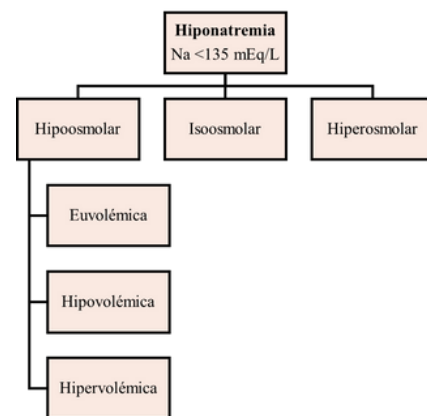 Hiponatremia
Na <135 mEq/L
Hipoosmolar
Isoosmolar
Hiperosmolar
Euvolémica
Hipovolémica
Hipervolémica